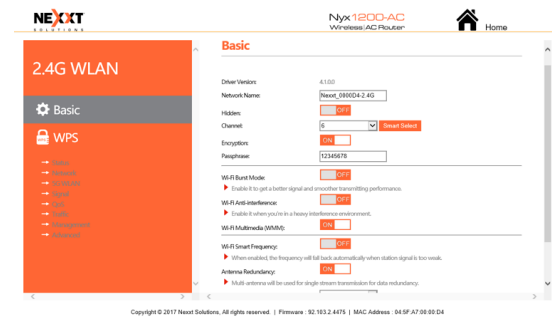 NEXXT
SOLUTIONS
Nyx1200-AC
Wireless|AC Router
Home
2.4G WLAN
Basic
WPS
Status
Network
Management
Advanced
Basic
Driver Version: 4.1.0.0
Network Name: Nexxt_0800D4-2.4G
Hidden: OFF
Channel: 6 Smart Select
Encryption: ON
Passphrase: 12345678
Wi-Fi Burst Mode: OFF
Enable it to get a better signal and smoother transmitting performance.
Wi-Fi Anti-interference: OFF
Enable it when you're in a heavy interference environment.
Wi-Fi Multimedia (WMM): ON
Wi-Fi Smart Frequency: OFF
When enabled, the frequency will fall back automatically when station signal is too weak.
Antenna Redundancy: ON
Multi-antenna will be used for single stream transmission for data redundancy.
Copyright © 2017 Nexxt Solutions, All rights reserved | Firmware : 92.103.2.4475 | MAC Address : 04:5F:A7:00:00:D4